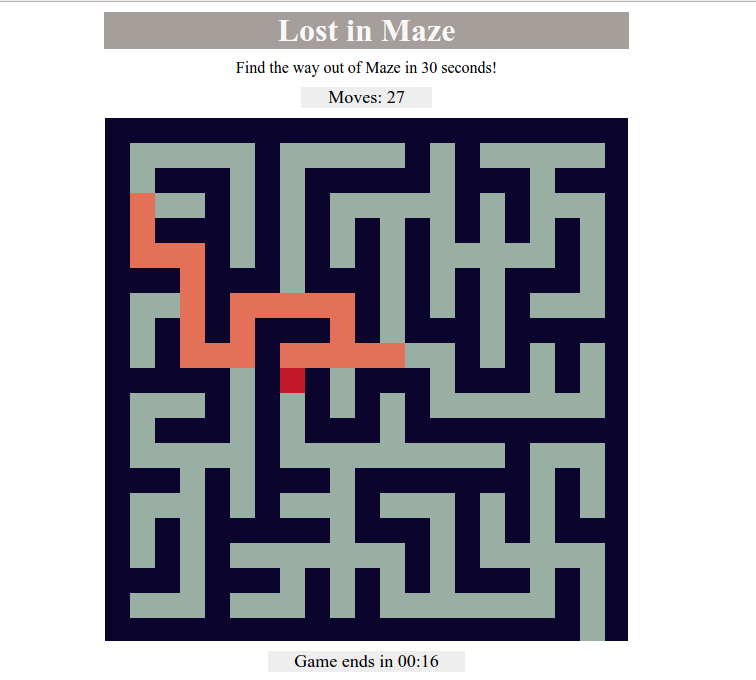 Lost in Maze
Find the way out of Maze in 30 seconds!
Moves: 27
Game ends in 00:16